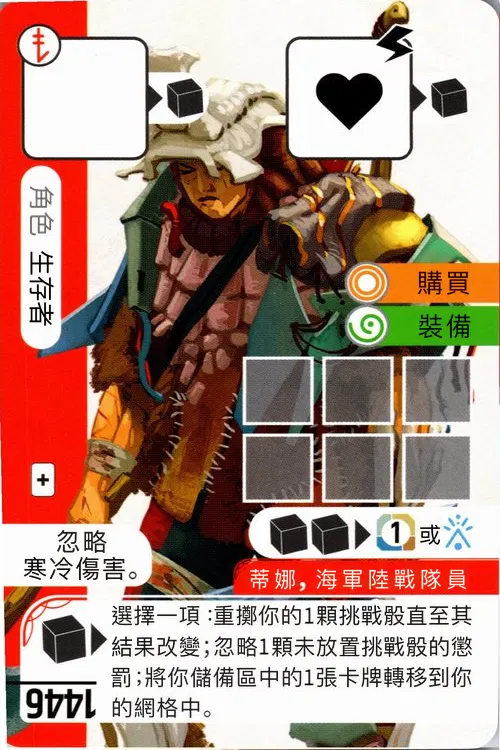 角色 生存者
購買
裝備
+
忽略
寒冷傷害。
1 或
蒂娜, 海軍陸戰隊員
選擇一項:重擲你的1顆挑戰骰直至其
結果改變;忽略1顆未放置挑戰骰的懲
罰;將你儲備區中的1張卡牌轉移到你
的網格中。
1446